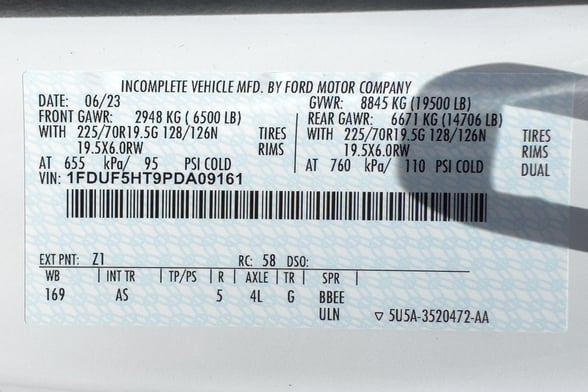 INCOMPLETE VEHICLE MFD. BY FORD MOTOR COMPANY
DATE: 06/23 GVWR: 8845 KG (19500 LB)
FRONT GAWR: 2948 KG ( 6500 LB) REAR GAWR: 6671 KG (14706 LB)
WITH 225/70R19.5G 128/126N TIRES WITH 225/70R19.5G 128/126N TIRES
19.5X6.0RW RIMS 19.5X6.0RW RIMS
AT 655 kPa/ 95 PSI COLD AT 760 kPa/ 110 PSI COLD DUAL
VIN: 1FDUF5HT9PDA09161
EXT PNT: Z1 RC: 58 DSO:
WB INT TR TP/PS R AXLE TR SPR
169 AS 5 4L G BBEE
ULN ▽ 5U5A-3520472-AA